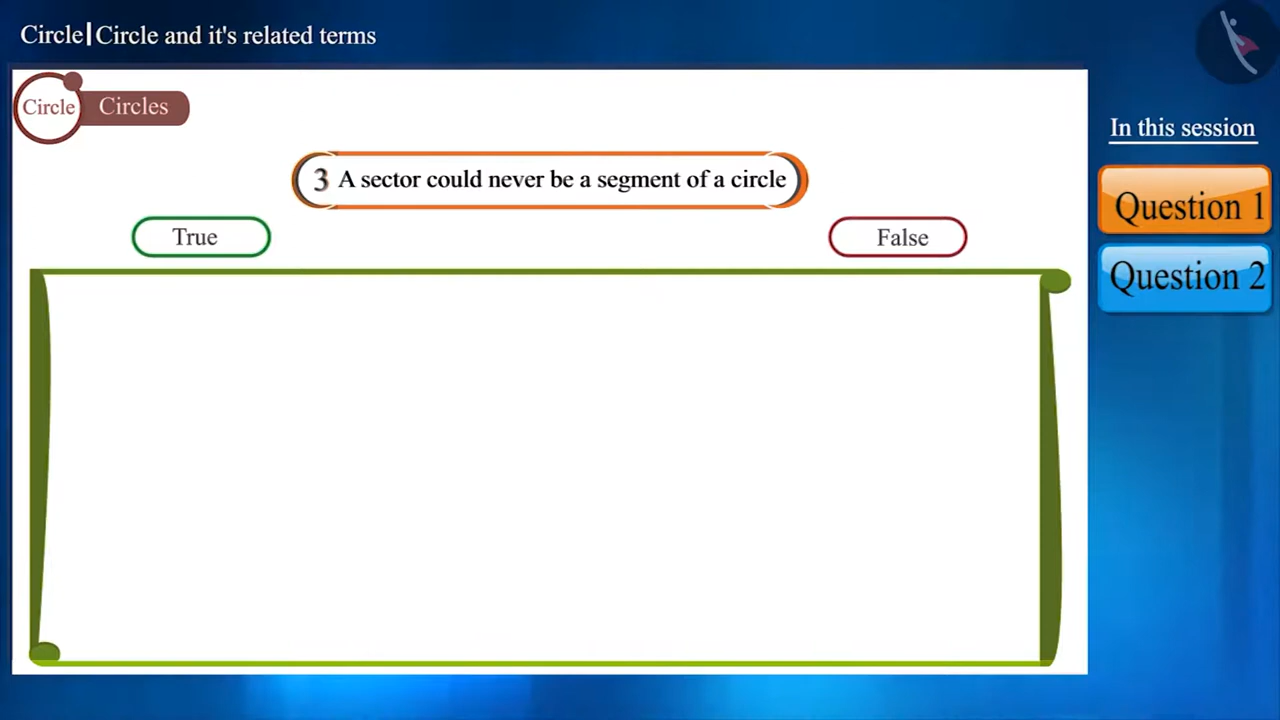 Circle|Circle and it's related terms
Circle Circles
In this session
3 A sector could never be a segment of a circle
Question 1
True
False
Question 2